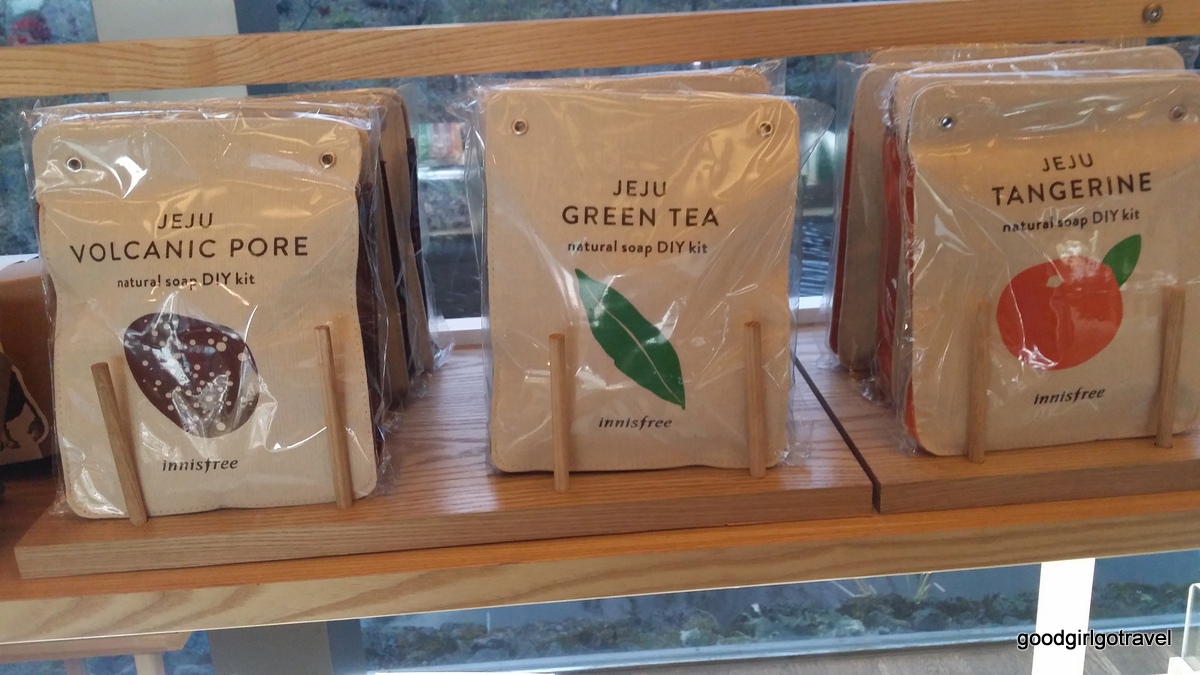 JEJU
VOLCANIC PORE
natural soap DIY kit
innisfree
JEJU
GREEN TEA
natural soap DIY kit
innisfree
JEJU
TANGERINE
natural soap DIY kit
innisfree
goodgirlgotravel